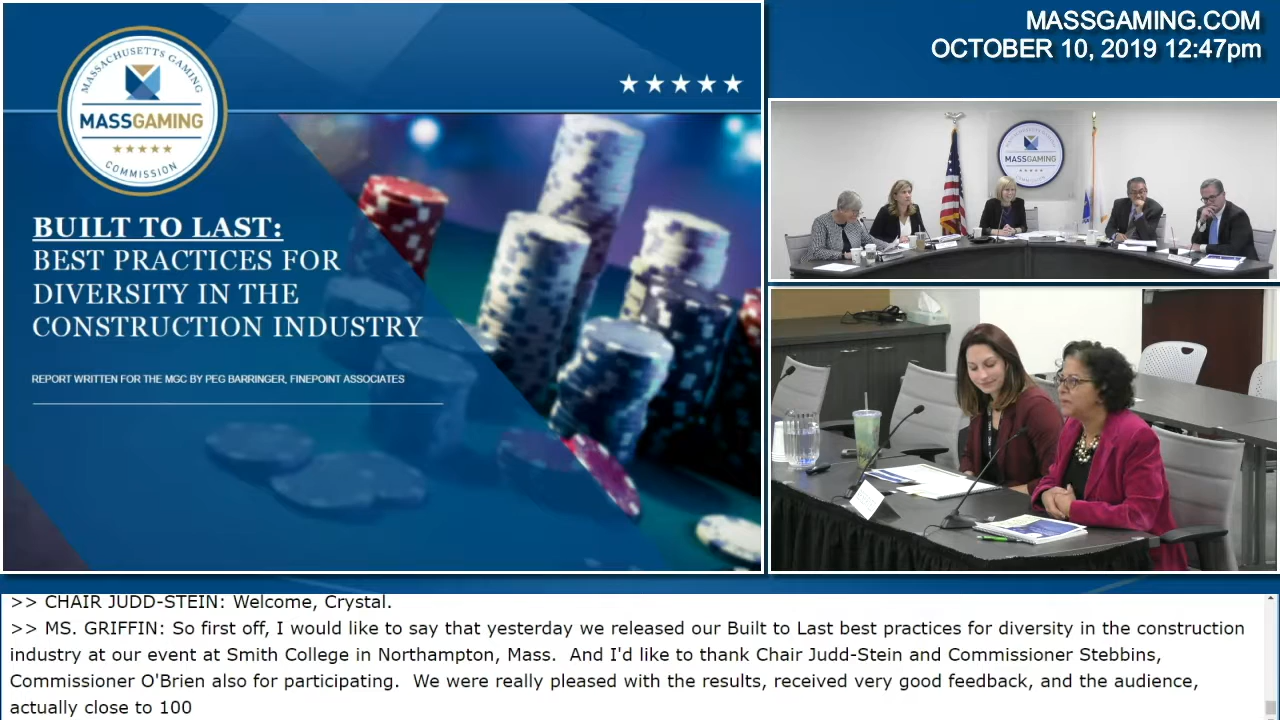 MASSACHUSETTS GAMING
MASSGAMING
COMMISSION
BUILT TO LAST:
BEST PRACTICES FOR
DIVERSITY IN THE
CONSTRUCTION INDUSTRY
REPORT WRITTEN FOR THE MGC BY PEG BARRINGER, FINEPOINT ASSOCIATES
MASSGAMING.COM
OCTOBER 10, 2019 12:47pm
MASSGAMING
>> CHAIR JUDD-STEIN: Welcome, Crystal.
>> MS. GRIFFIN: So first off, I would like to say that yesterday we released our Built to Last best practices for diversity in the construction
industry at our event at Smith College in Northampton, Mass.  And I'd like to thank Chair Judd-Stein and Commissioner Stebbins,
Commissioner O'Brien also for participating.  We were really pleased with the results, received very good feedback, and the audience,
actually close to 100